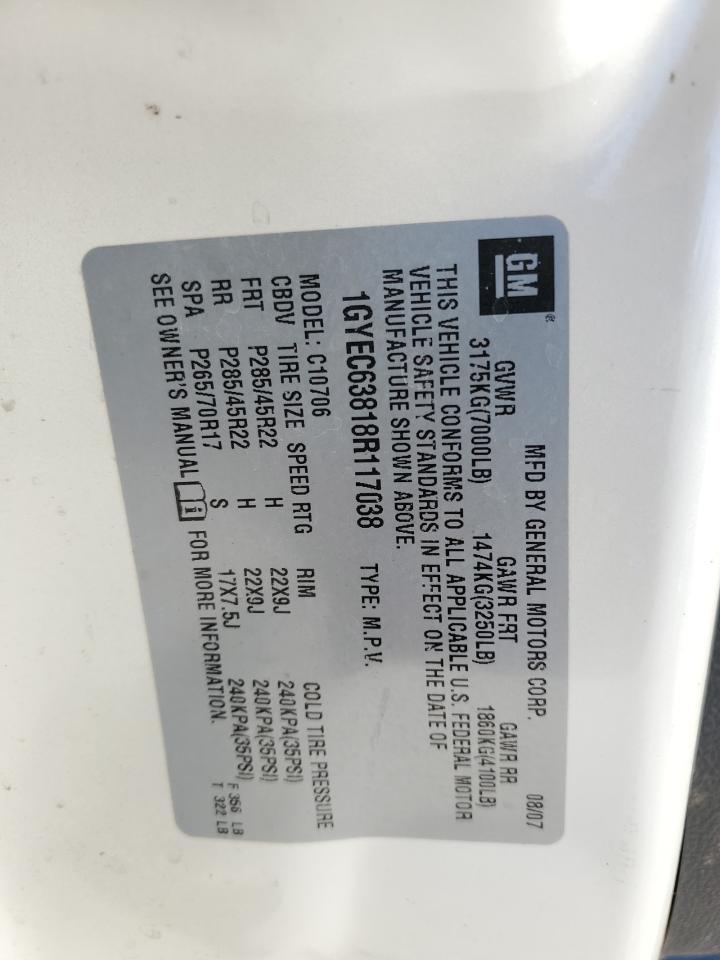 GM ®
MFD BY GENERAL MOTORS CORP. 08/07
GVWR GAWR FRT GAWR RR
3175KG(7000LB) 1474KG(3250LB) 1860KG(4100LB)
THIS VEHICLE CONFORMS TO ALL APPLICABLE U.S. FEDERAL MOTOR
VEHICLE SAFETY STANDARDS IN EFFECT ON THE DATE OF
MANUFACTURE SHOWN ABOVE.
1GYEC63818R117038 TYPE: M.P.V.
MODEL: C10706
CBDV TIRE SIZE SPEED RTG RIM COLD TIRE PRESSURE
FRT P285/45R22 H 22X9J 240KPA(35PSI)
RR P285/45R22 H 22X9J 240KPA(35PSI)
SPA P265/70R17 S 17X7.5J 240KPA(35PSI)
SEE OWNER'S MANUAL i FOR MORE INFORMATION.
F 356 LB
T 322 LB